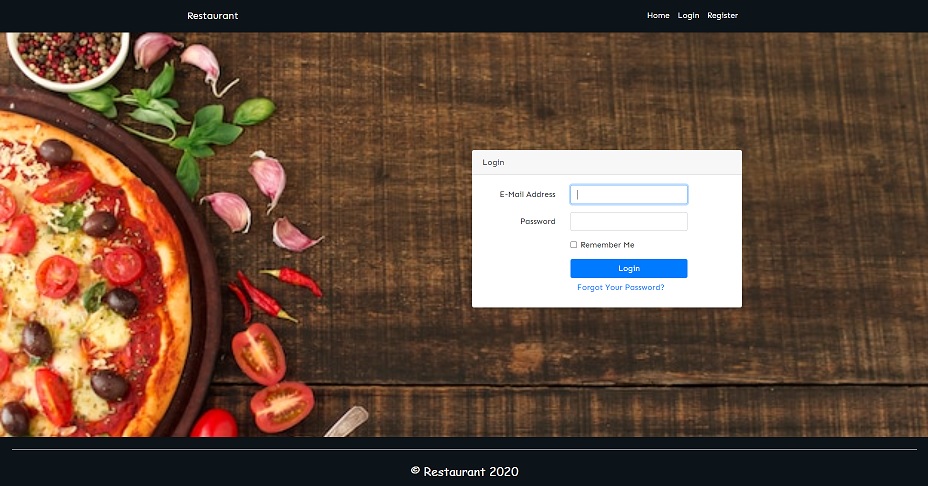 Restaurant
Home Login Register
Login
E-Mail Address
Password
Remember Me
Login
Forgot Your Password?
© Restaurant 2020